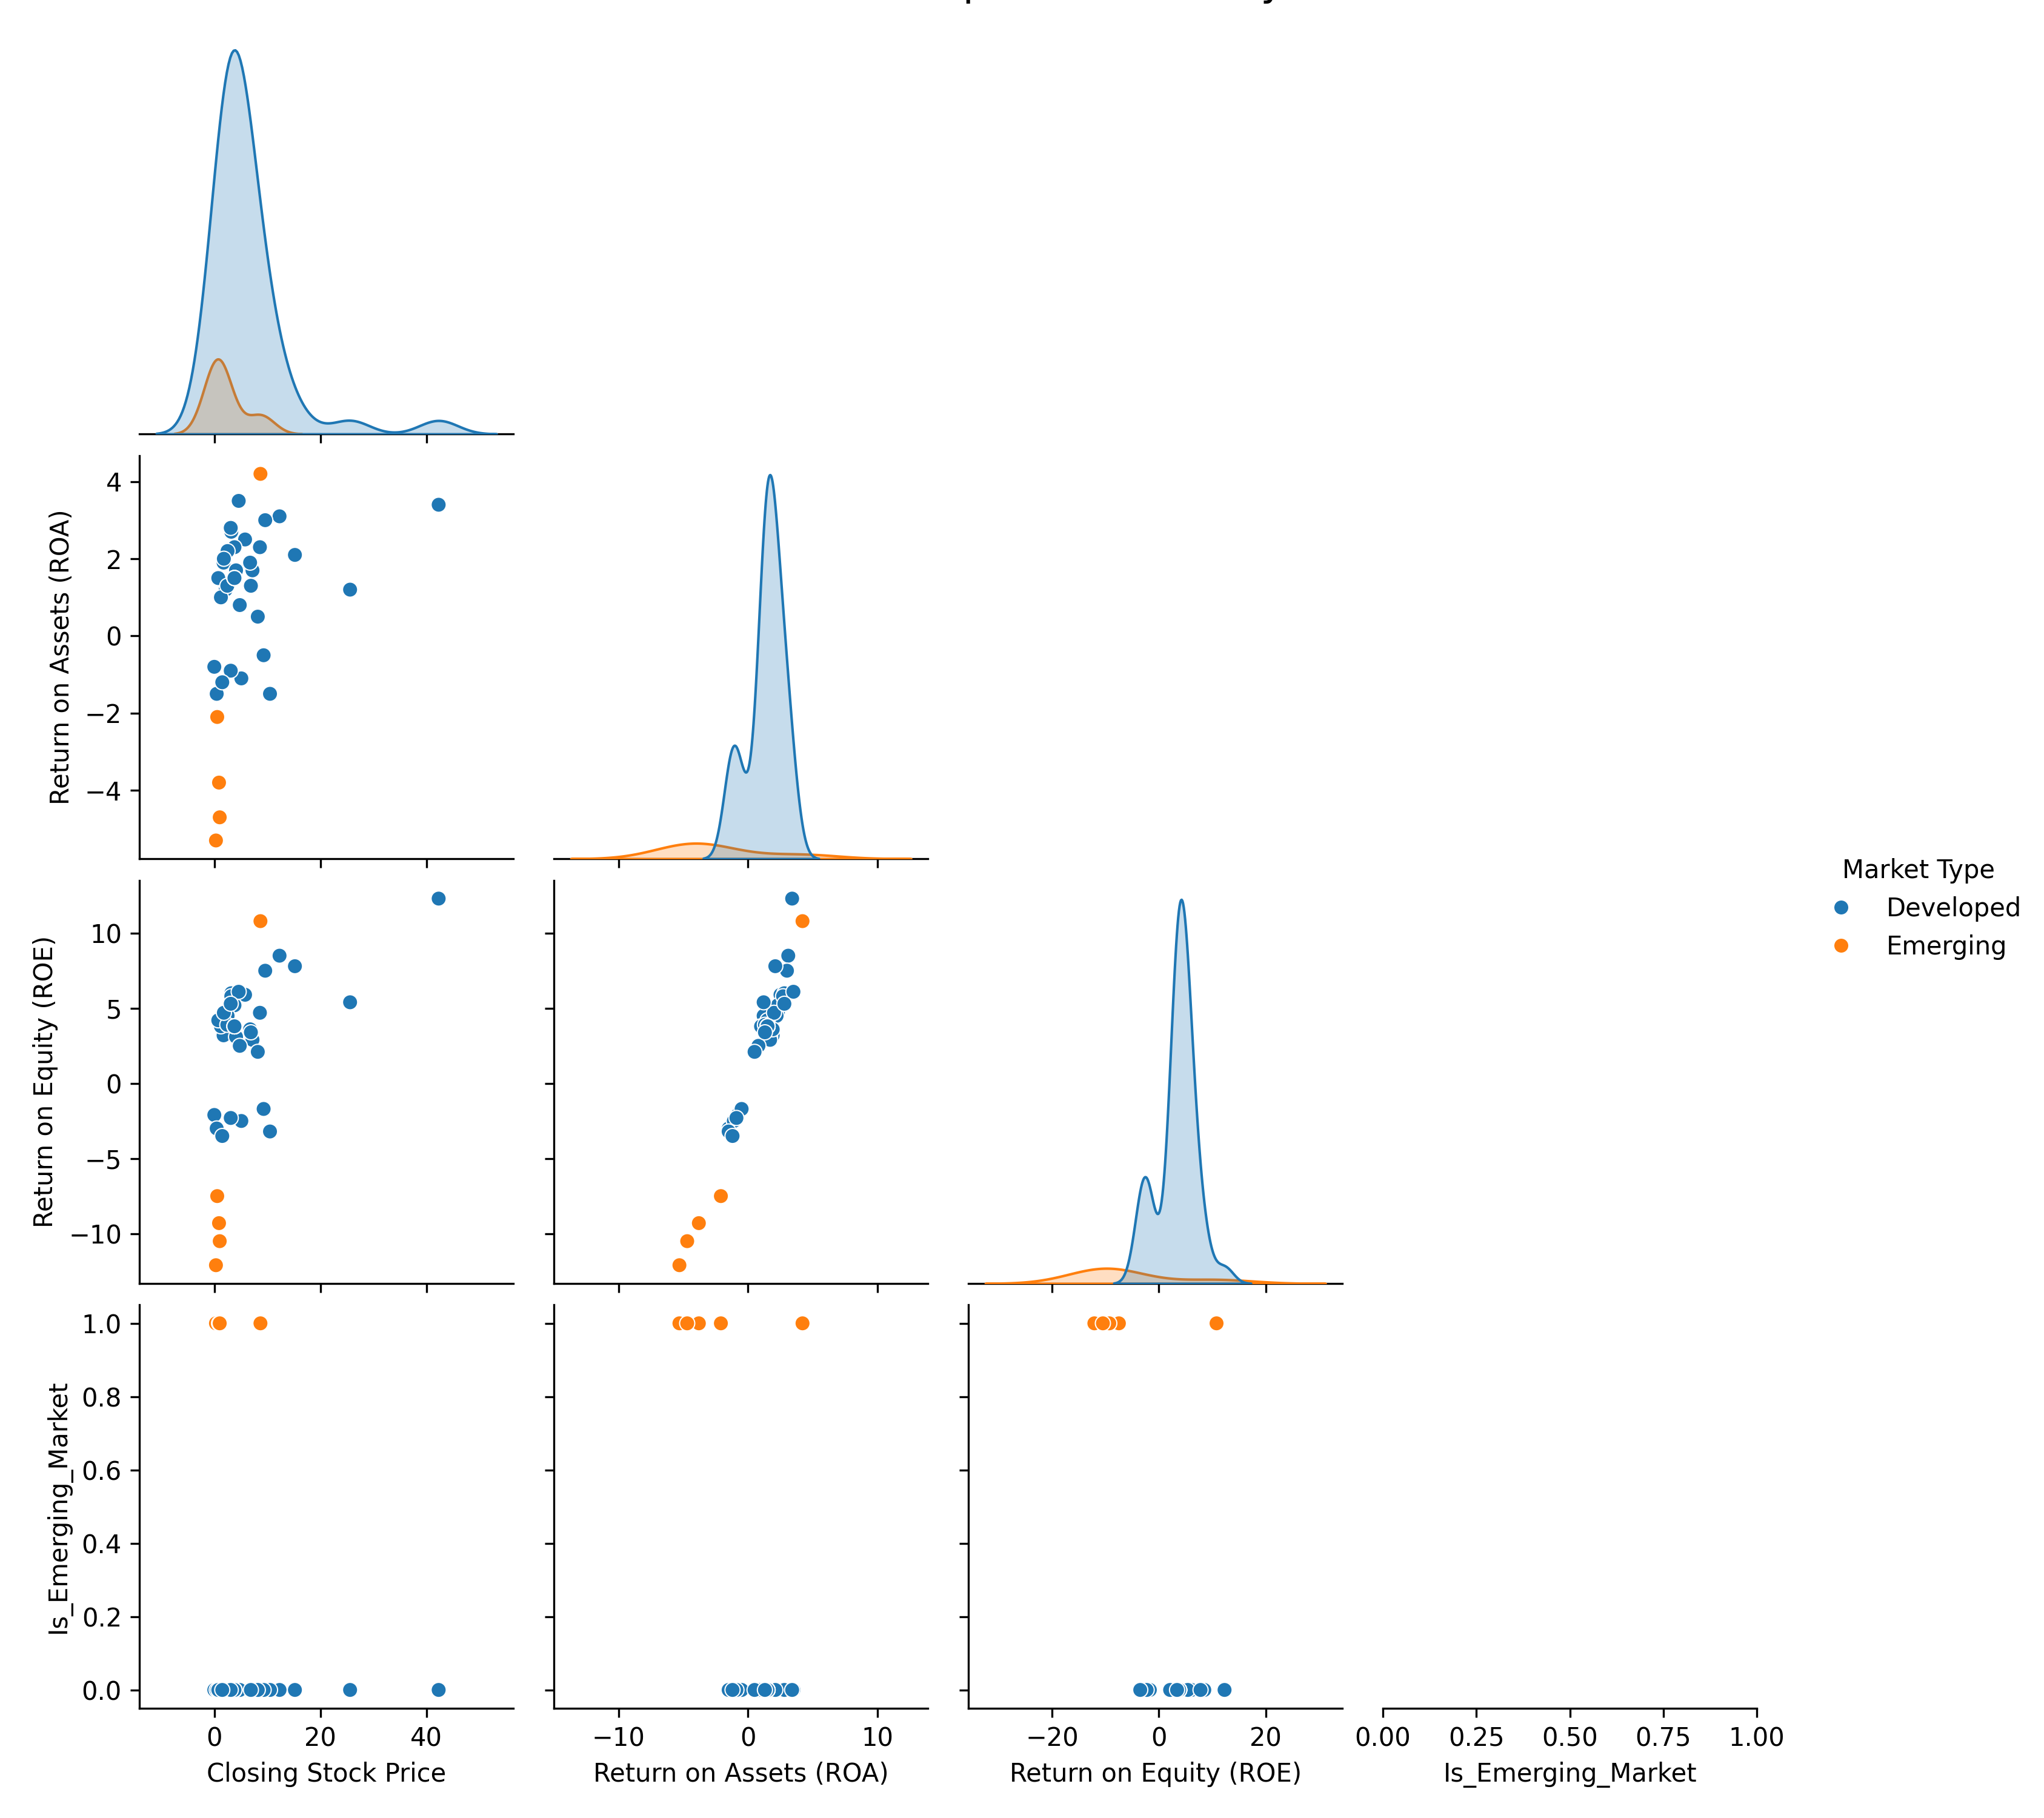 4
2
0
−2
−4
Return on Assets (ROA)
10
5
0
−5
−10
Return on Equity (ROE)
Market Type
Developed
Emerging
1.0
0.8
0.6
0.4
0.2
0.0
Is_Emerging_Market
0 20 40
Closing Stock Price
−10 0 10
Return on Assets (ROA)
−20 0 20
Return on Equity (ROE)
0.00 0.25 0.50 0.75 1.00
Is_Emerging_Market